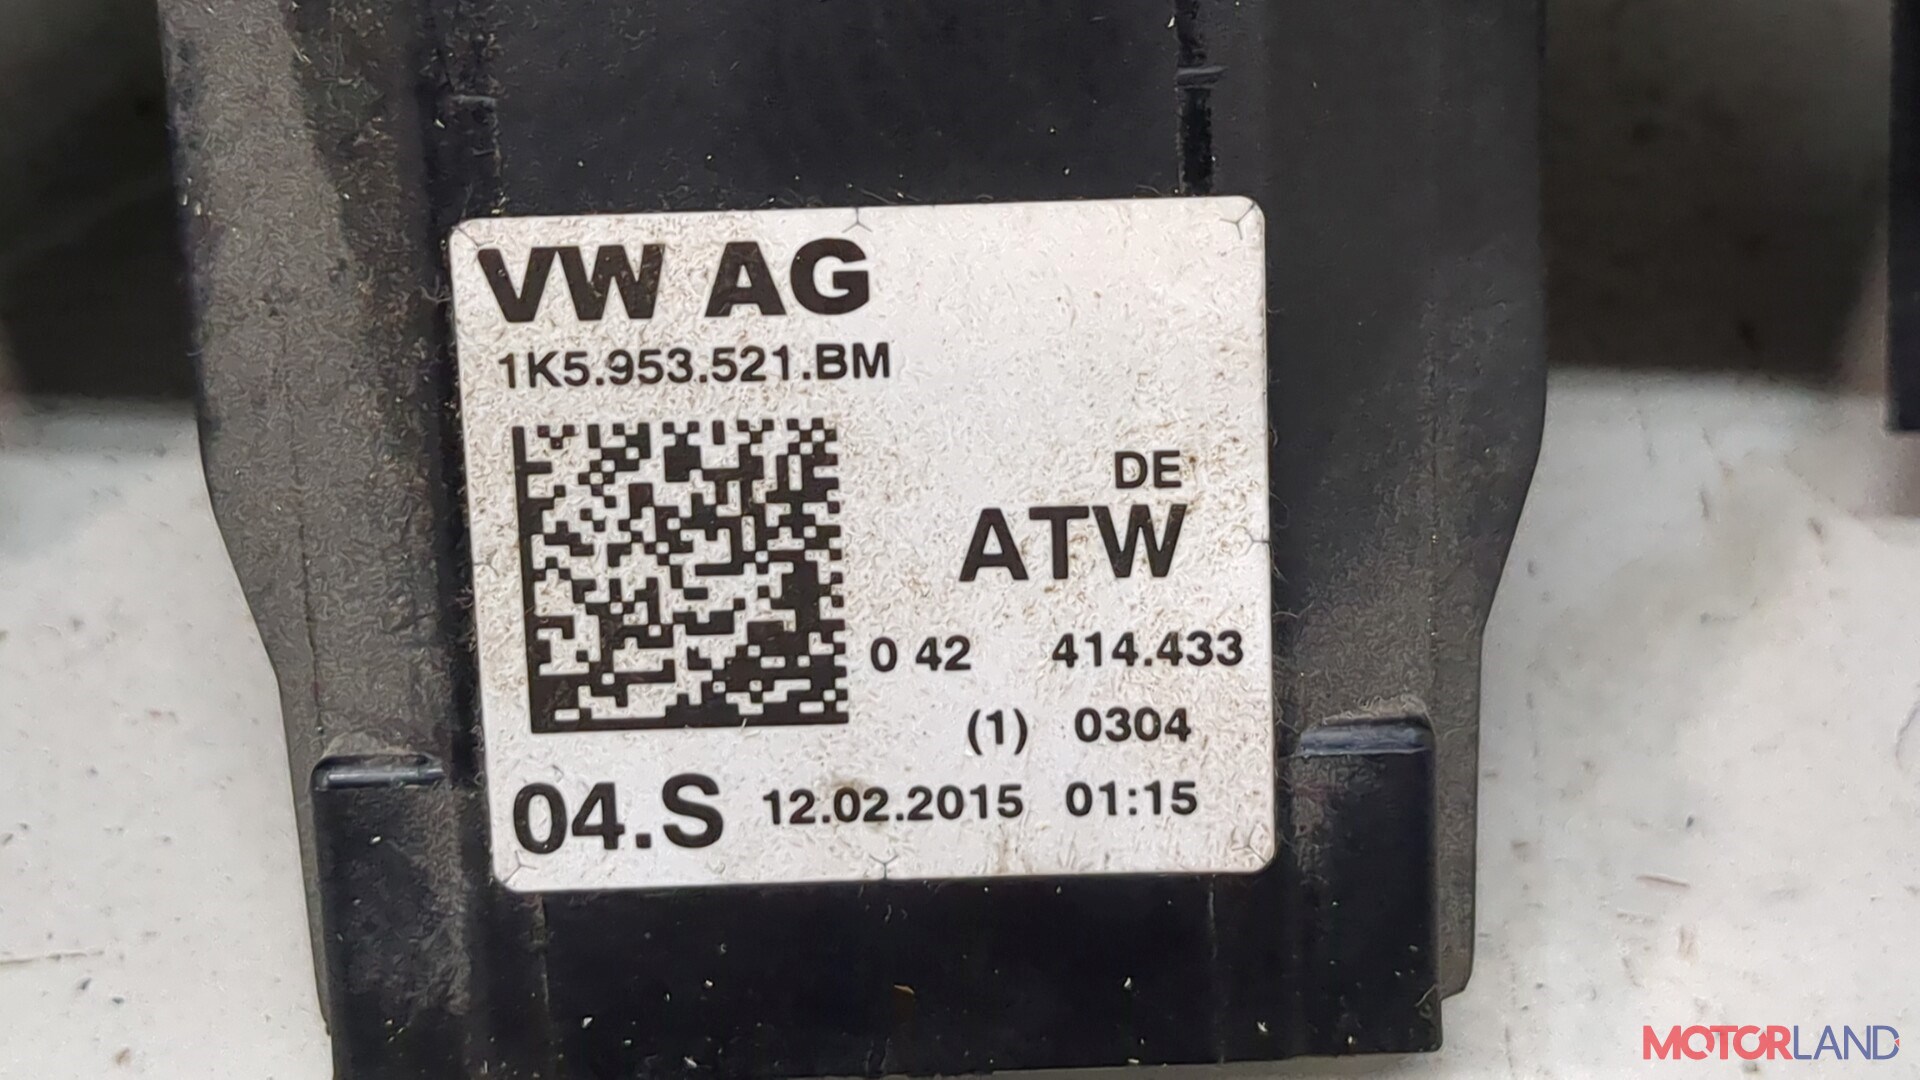 VW AG
1K5.953.521.BM
DE
ATW
0 42 414.433
(1) 0304
04.S 12.02.2015 01:15
MOTORLAND